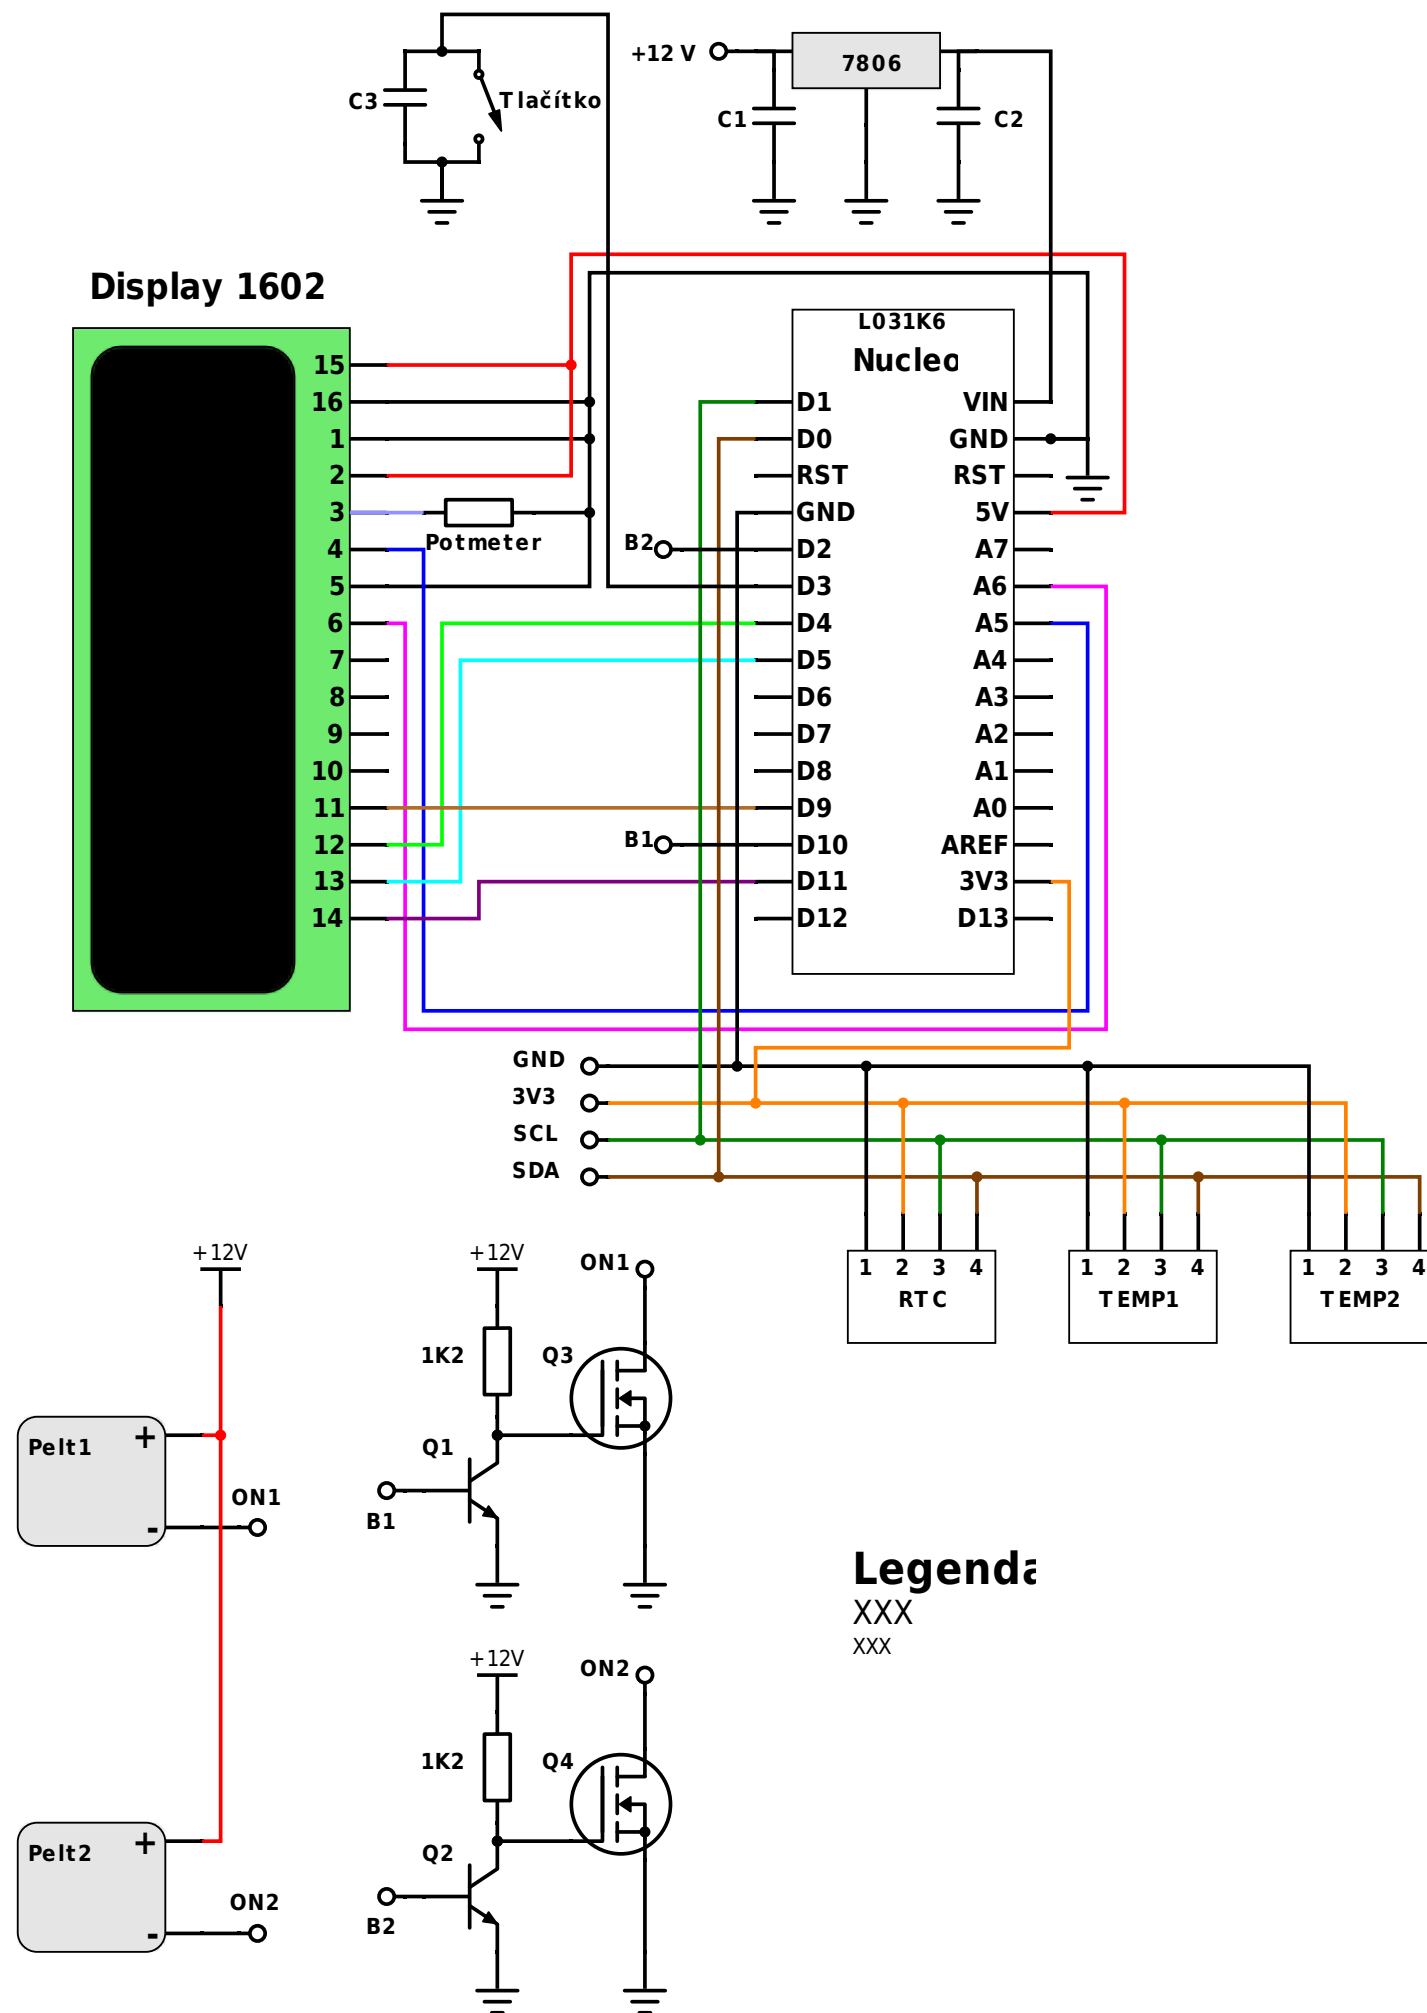 +12 V
7806
C3
Tlačítko
C1
C2
Display 1602
L031K6
Nucleo
15
16
1
2
3
4
5
6
7
8
9
10
11
12
13
14
Potmeter
B2
B1
D1
D0
RST
GND
D2
D3
D4
D5
D6
D7
D8
D9
D10
D11
D12
VIN
GND
RST
5V
A7
A6
A5
A4
A3
A2
A1
A0
AREF
3V3
D13
GND
3V3
SCL
SDA
1 2 3 4
RTC
1 2 3 4
TEMP1
1 2 3 4
TEMP2
+12V
Pelt1
+
-
ON1
+12V
1K2
Q3
ON1
Q1
B1
Legenda
XXX
XXX
Pelt2
+
-
ON2
+12V
1K2
Q4
ON2
Q2
B2